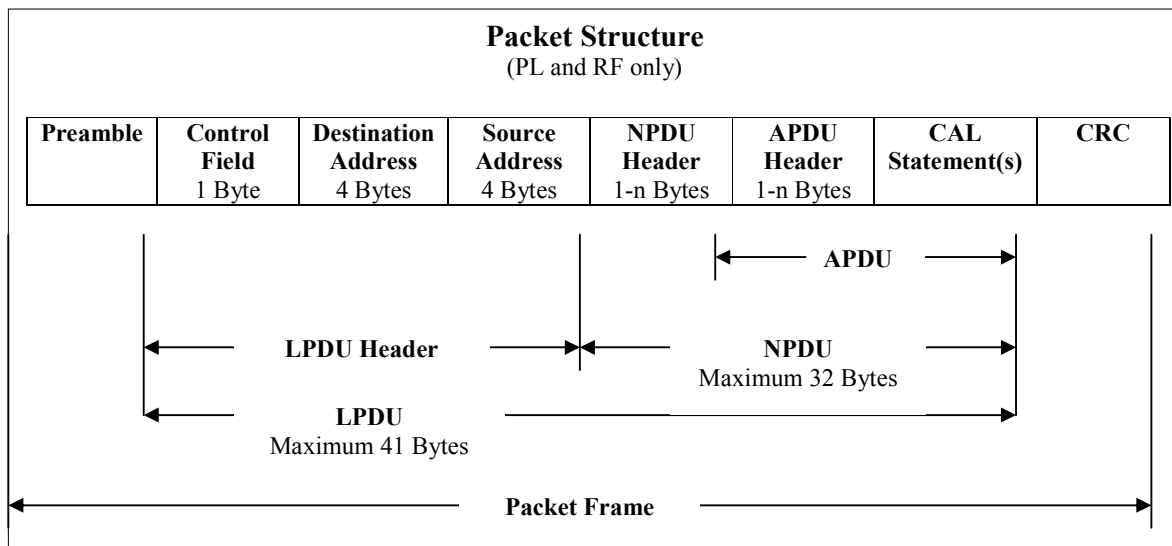 Packet Structure
(PL and RF only)
Preamble
Control
Field
1 Byte
Destination
Address
4 Bytes
Source
Address
4 Bytes
NPDU
Header
1-n Bytes
APDU
Header
1-n Bytes
CAL
Statement(s)
CRC
APDU
LPDU Header
NPDU
Maximum 32 Bytes
LPDU
Maximum 41 Bytes
Packet Frame